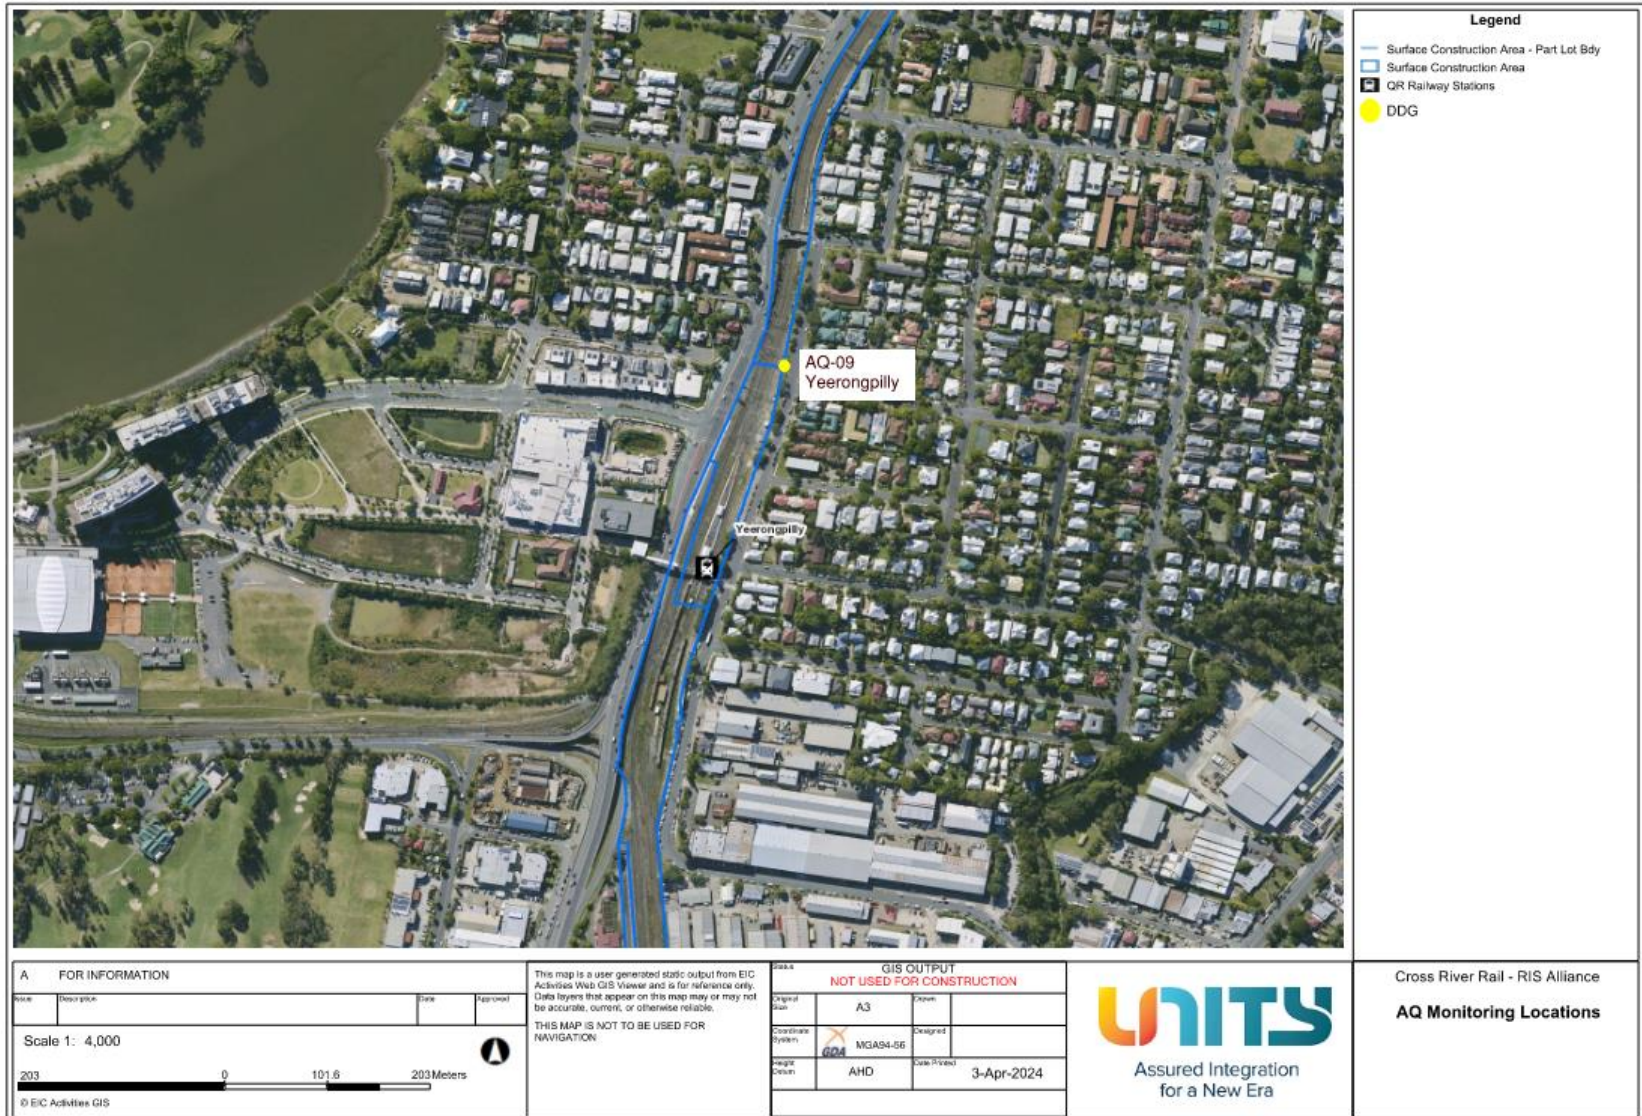 Legend
Surface Construction Area - Part Lot Bdy
Surface Construction Area
QR Railway Stations
DDG
AQ-09
Yeerongpilly
Yeerongpilly
A FOR INFORMATION
Issue Description Date Approved
Scale 1: 4,000
203 0 101.6 203 Meters
© EIC Activities GIS
This map is a user generated static output from EIC
Activities Web GIS Viewer and is for reference only.
Data layers that appear on this map may or may not
be accurate, current, or otherwise reliable.
THIS MAP IS NOT TO BE USED FOR
NAVIGATION
Status GIS OUTPUT
NOT USED FOR CONSTRUCTION
Original
Size A3 Drawn
Coordinate
System GDA MGA94-56 Designed
Height
Datum AHD Date Printed 3-Apr-2024
UNITY
Assured Integration
for a New Era
Cross River Rail - RIS Alliance
AQ Monitoring Locations